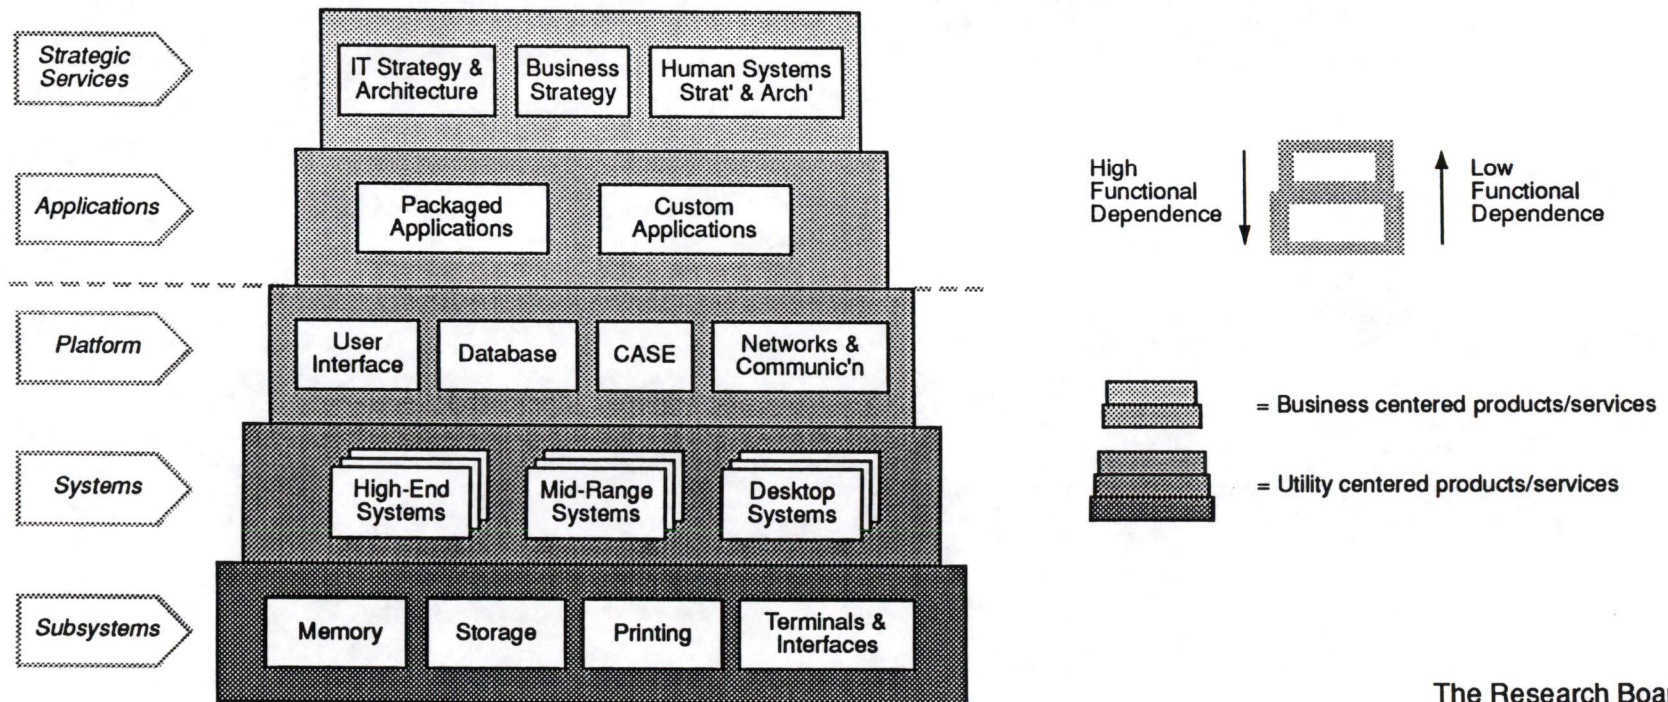 Strategic
Services
IT Strategy &
Architecture
Business
Strategy
Human Systems
Strat' & Arch'
Applications
Packaged
Applications
Custom
Applications
High
Functional
Dependence
Low
Functional
Dependence
Platform
User
Interface
Database
CASE
Networks &
Communic'n
= Business centered products/services
Systems
High-End
Systems
Mid-Range
Systems
Desktop
Systems
= Utility centered products/services
Subsystems
Memory
Storage
Printing
Terminals &
Interfaces
The Research